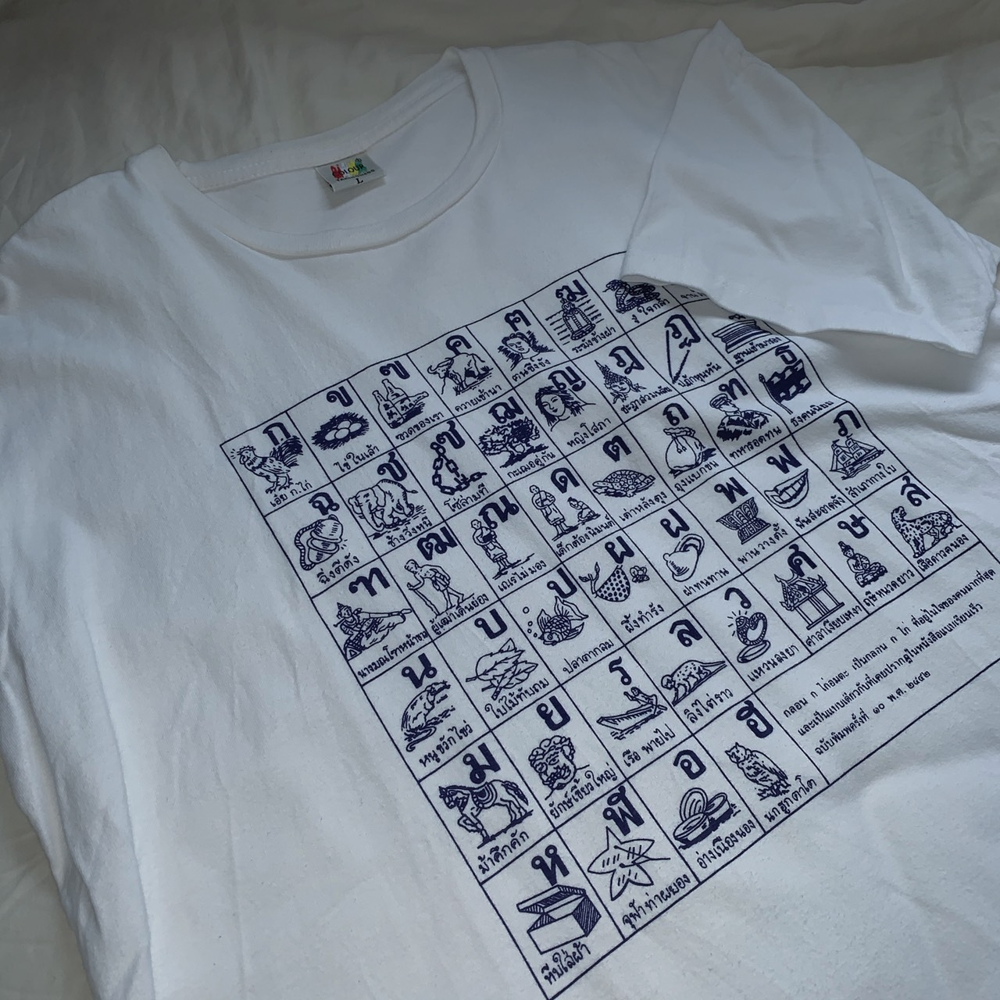 COLOUR
L
ก
เอ๋ย ก.ไก่
ข
ไข่ในเล้า
ฃ
ฃวดของเรา
ค
ควายเข้านา
ฅ
ฅนขึงขัง
ฆ
ระฆังข้างฝา
งู ใจกล้า
ฉ
ฉิ่งตีดัง
ช
ช้างวิ่งหนี
ซ
โซ่ล่ามที
ฌ
กะเฌอคู่กัน
ญ
หญิงโสภา
ฎ
ชะฎาสวมพลัน
ฏ
ปฏักหุนหัน
ฐานเข้ามารอง
ฑ
นางมณโฑหน้าขาว
ฒ
ผู้เฒ่าเดินย่อง
ณ
เณรไม่มอง
ด
เด็กต้องนิมนต์
ต
เต่าหลังตุง
ถ
ถุงแบกขน
ท
ทหารอดทน
ธ
ธงคนนิยม
น
หนูขวักไขว่
บ
ใบไม้ทับถม
ป
ปลาตากลม
ผ
ผึ้งทำรัง
ฝ
ฝาทนทาน
พ
พานวางตั้ง
ฟ
ฟันสะอาดจัง
ภ
สำเภากางใบ
ม
ม้าคึกคัก
ย
ยักษ์เขี้ยวใหญ่
ร
เรือ พายไป
ล
ลิงไต่ราว
ว
แหวนลงยา
ศ
ศาลาเงียบเหงา
ษ
ฤๅษีหนวดยาว
ส
เสือดาวคนอง
ห
หีบใส่ผ้า
ฬ
จุฬาท่าผยอง
อ
อ่างเนืองนอง
ฮ
นกฮูกตาโต
กลอน ก ไก่อมตะ เป็นกลอน ก ไก่ ที่อยู่ในใจของคนมากที่สุด
และเป็นแบบเดียวกับที่เคยปรากฏในหนังสือแบบเรียนเร็ว
ฉบับพิมพ์ครั้งที่ ๑๐ พ.ศ. ๒๔๔๒